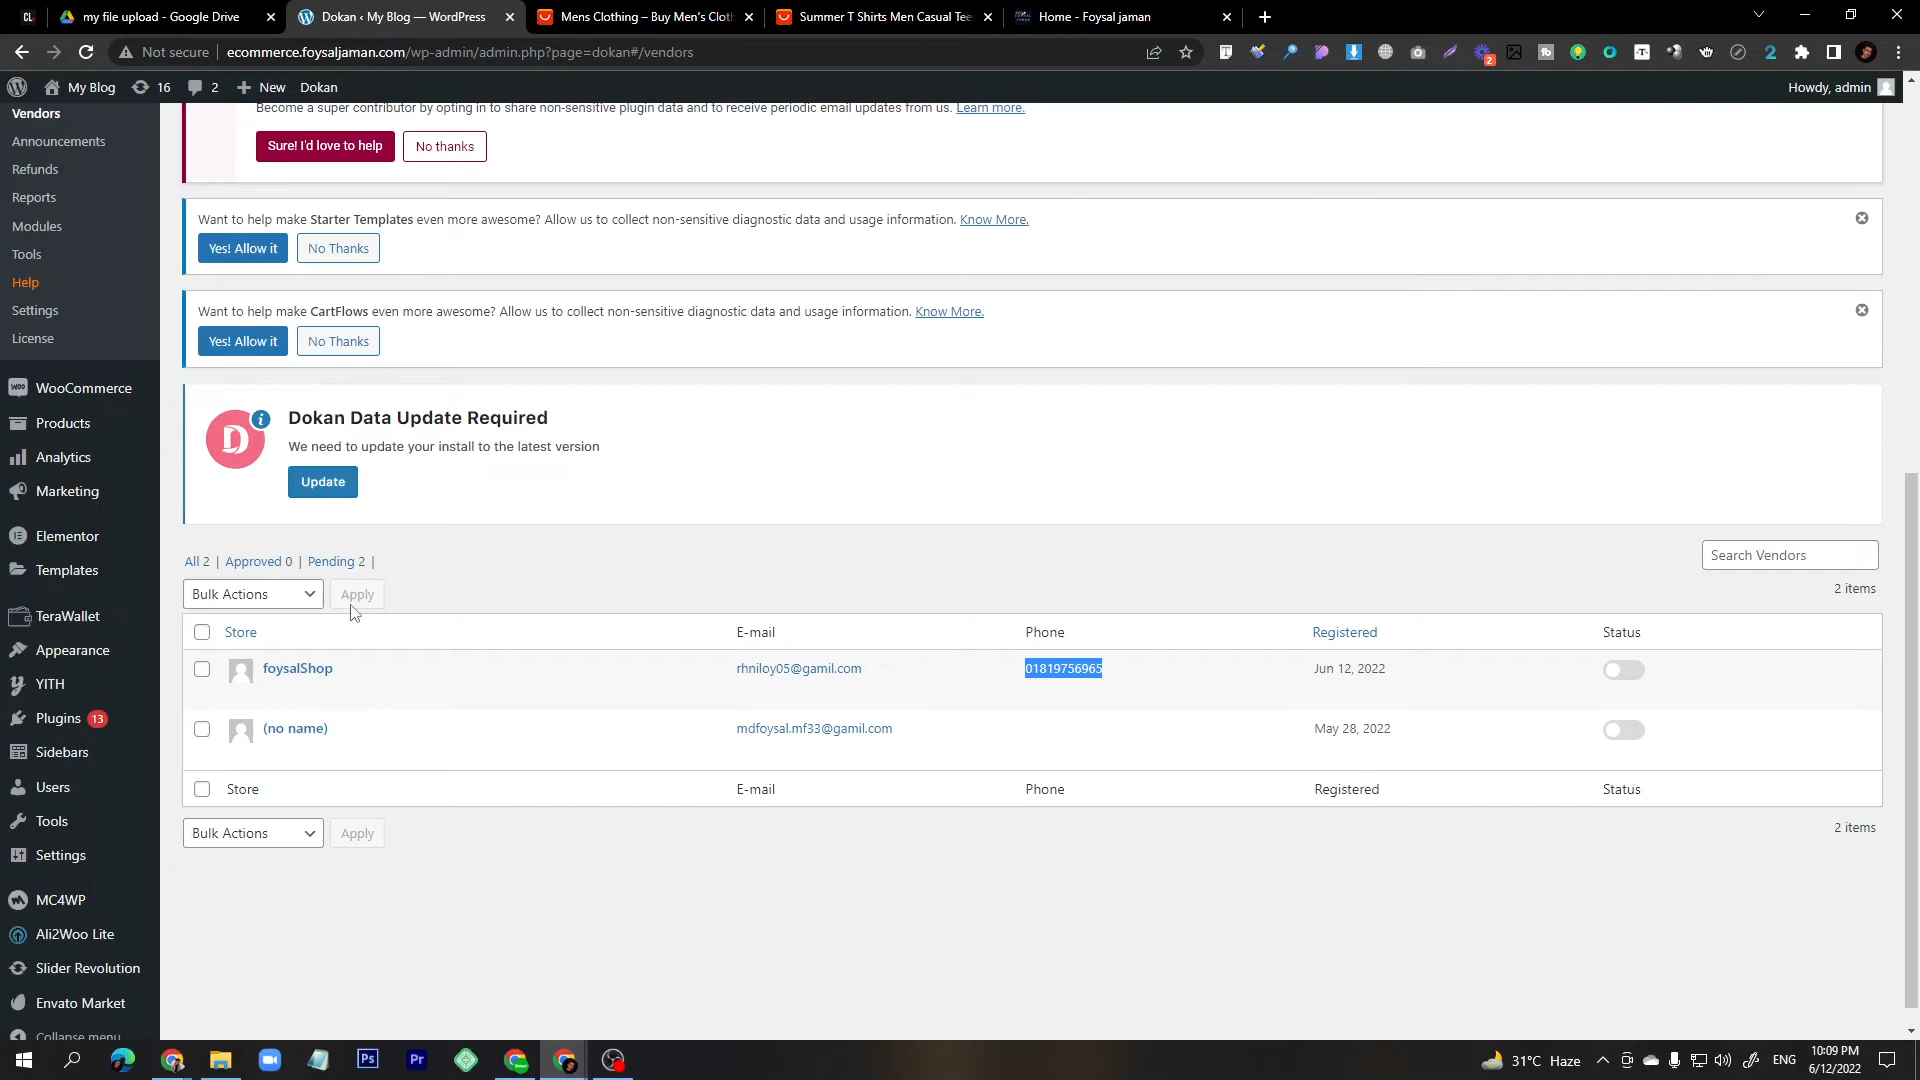 my file upload - Google Drive
Dokan ‹ My Blog — WordPress
Mens Clothing – Buy Men's Cloth
Summer T Shirts Men Casual Tee
Home - Foysal jaman
Not secure
ecommerce.foysaljaman.com/wp-admin/admin.php?page=dokan#/vendors
My Blog 16 2 New Dokan
Howdy, admin
Vendors
Announcements
Refunds
Reports
Modules
Tools
Help
Settings
License
WooCommerce
Products
Analytics
Marketing
Elementor
Templates
TeraWallet
Appearance
YITH
Plugins 13
Sidebars
Users
Tools
Settings
MC4WP
Ali2Woo Lite
Slider Revolution
Envato Market
Collapse menu
Become a super contributor by opting in to share non-sensitive plugin data and to receive periodic email updates from us. Learn more.
Sure! I'd love to help
No thanks
Want to help make Starter Templates even more awesome? Allow us to collect non-sensitive diagnostic data and usage information. Know More.
Yes! Allow it
No Thanks
Want to help make CartFlows even more awesome? Allow us to collect non-sensitive diagnostic data and usage information. Know More.
Yes! Allow it
No Thanks
Dokan Data Update Required
We need to update your install to the latest version
Update
All 2 | Approved 0 | Pending 2 |
Search Vendors
Bulk Actions
Apply
2 items
Store E-mail Phone Registered Status
foysalShop rhniloy05@gamil.com 01819756965 Jun 12, 2022
(no name) mdfoysal.mf33@gamil.com May 28, 2022
Store E-mail Phone Registered Status
Bulk Actions
Apply
2 items
31°C Haze
ENG
10:09 PM
6/12/2022